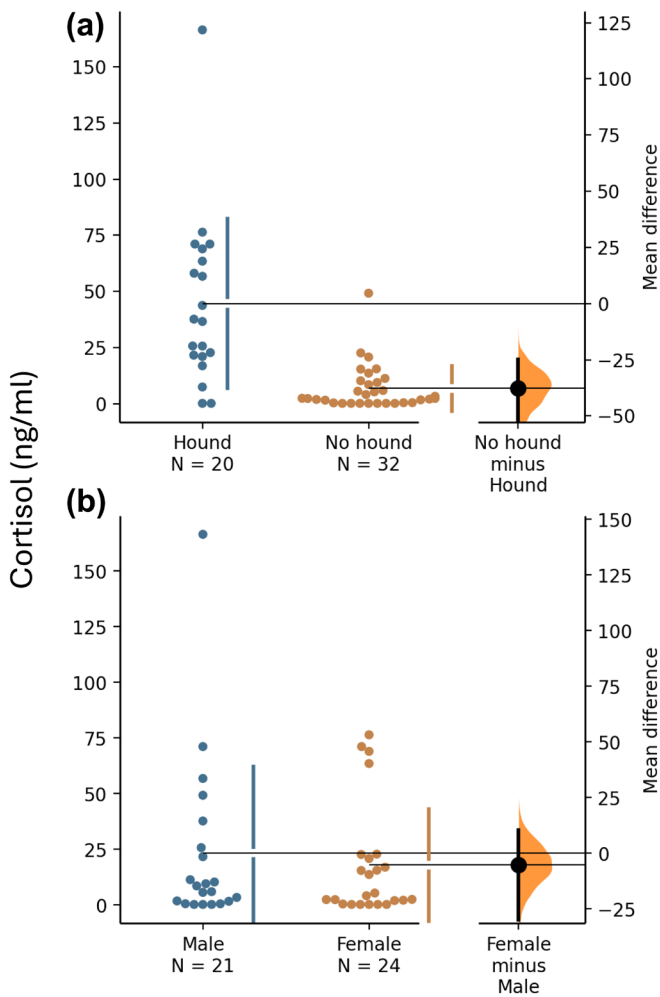 (a)
Cortisol (ng/ml)
150
125
100
75
50
25
0
125
100
75
50
25
0
−25
−50
Mean difference
Hound
N = 20
No hound
N = 32
No hound
minus
Hound
(b)
150
125
100
75
50
25
0
150
125
100
75
50
25
0
−25
Mean difference
Male
N = 21
Female
N = 24
Female
minus
Male